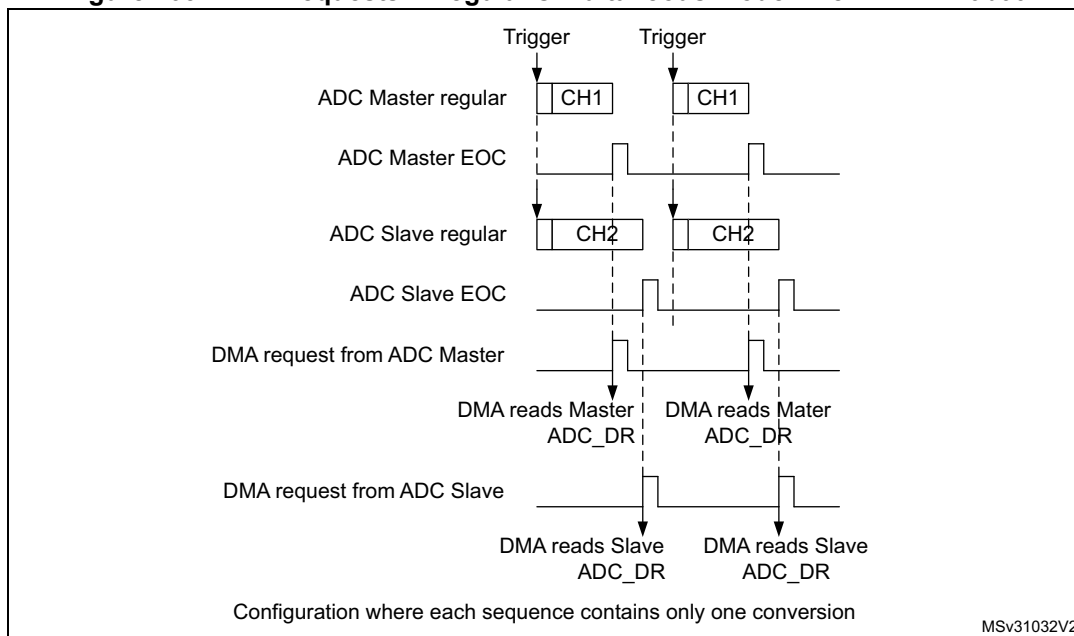 Trigger Trigger
ADC Master regular CH1 CH1
ADC Master EOC
ADC Slave regular CH2 CH2
ADC Slave EOC
DMA request from ADC Master
DMA reads Master DMA reads Mater
ADC_DR ADC_DR
DMA request from ADC Slave
DMA reads Slave DMA reads Slave
ADC_DR ADC_DR
Configuration where each sequence contains only one conversion
MSv31032V2